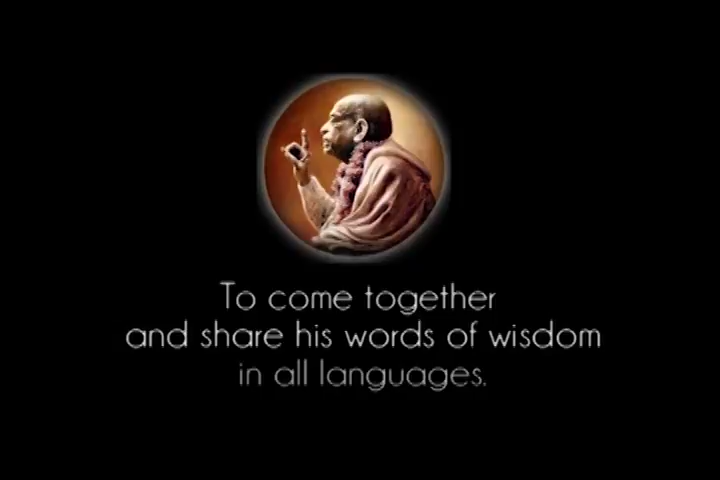 To come together
and share his words of wisdom
in all languages.